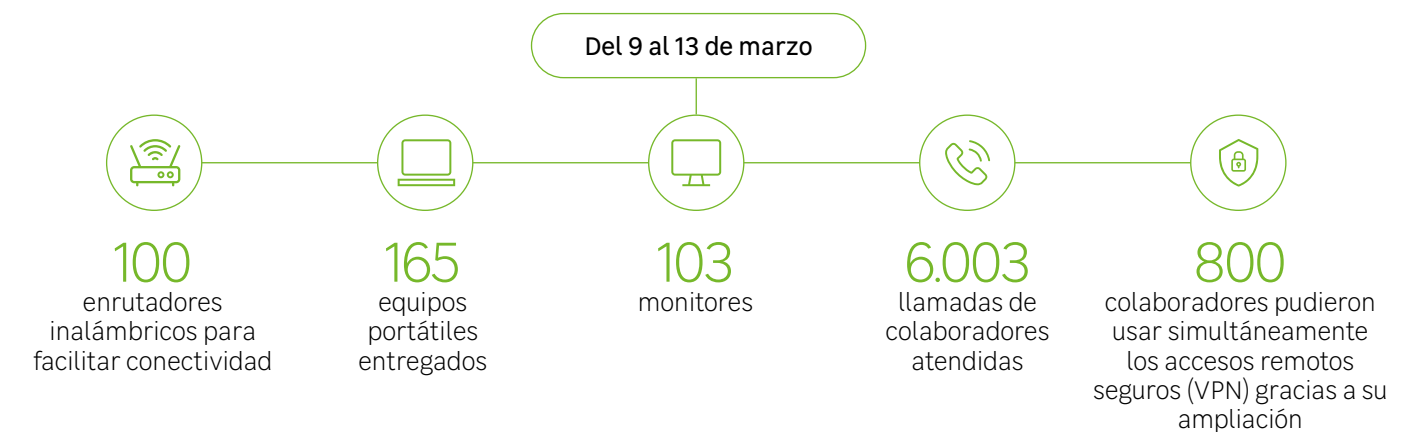 Del 9 al 13 de marzo
100
enrutadores
inalámbricos para
facilitar conectividad
165
equipos
portátiles
entregados
103
monitores
6.003
llamadas de
colaboradores
atendidas
800
colaboradores pudieron
usar simultáneamente
los accesos remotos
seguros (VPN) gracias a su
ampliación